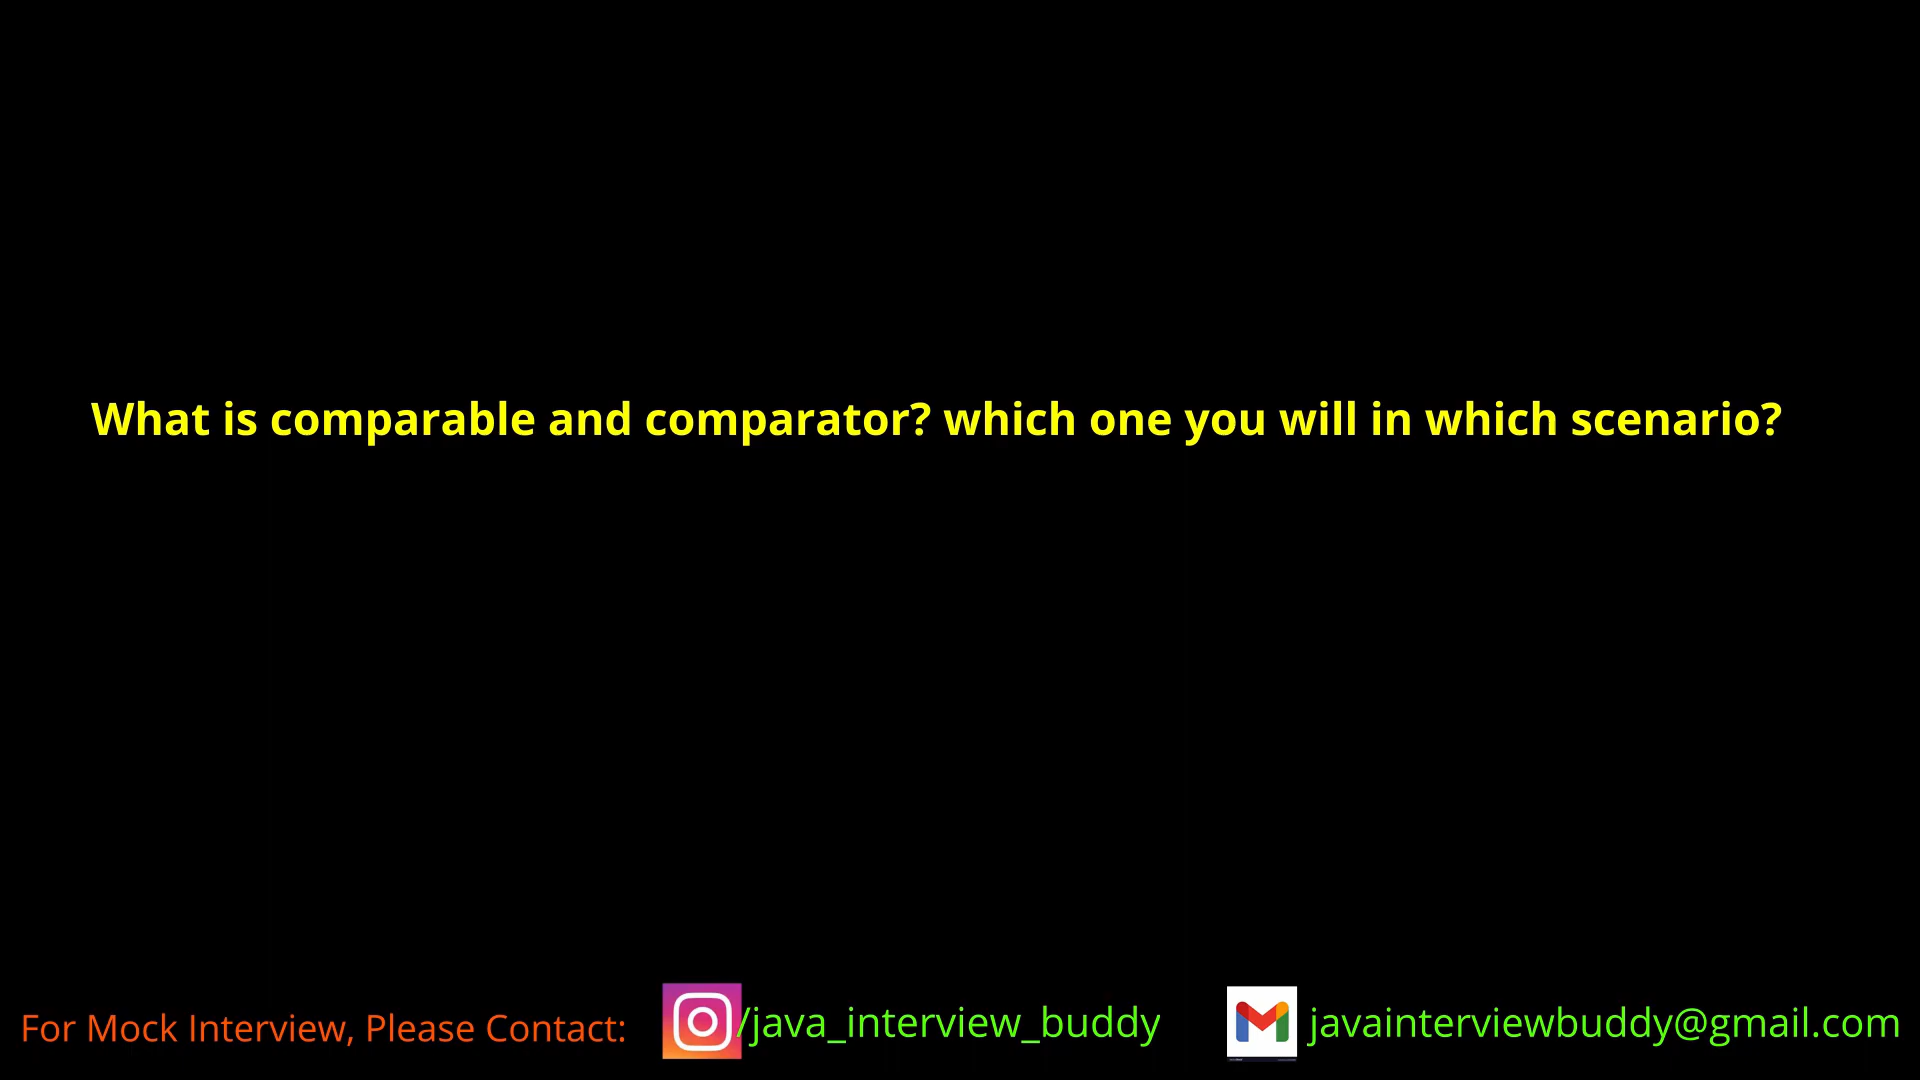 What is comparable and comparator? which one you will in which scenario?
For Mock Interview, Please Contact: /java_interview_buddy javainterviewbuddy@gmail.com